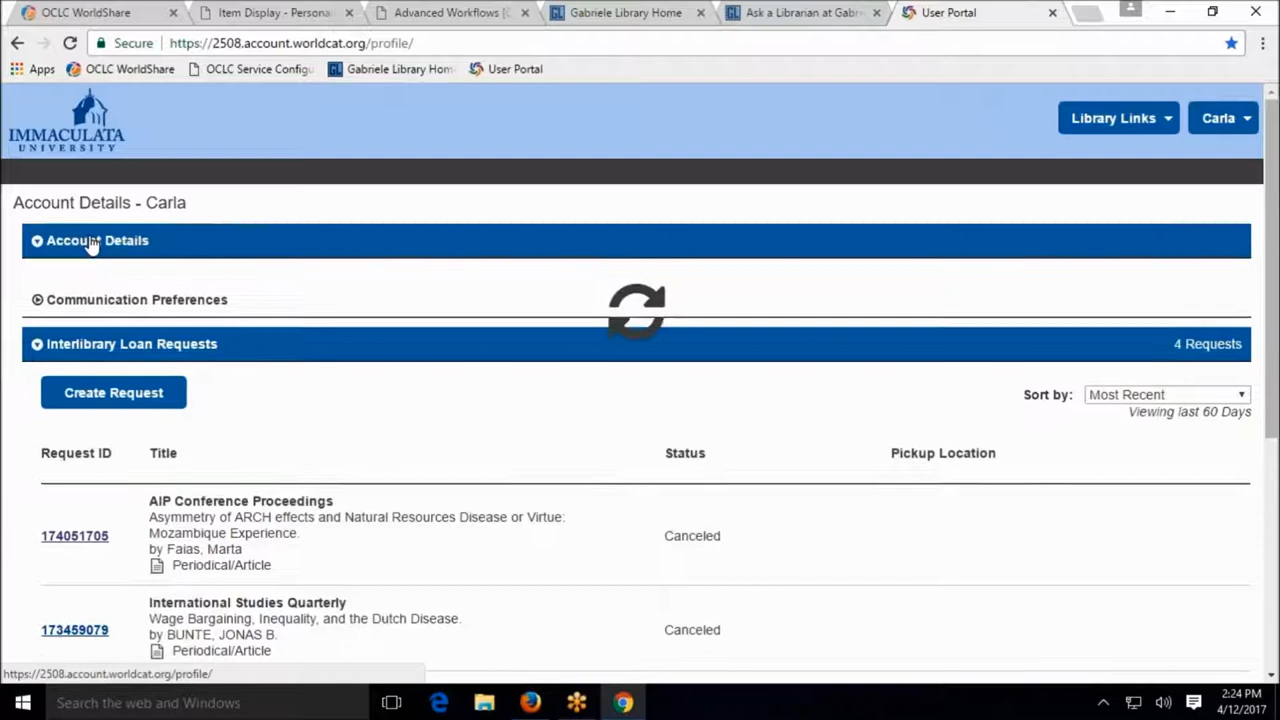 OCLC WorldShare
Item Display - Persona
Advanced Workflows [
Gabriele Library Home
Ask a Librarian at Gabr
User Portal
Secure
https://2508.account.worldcat.org/profile/
Apps
OCLC WorldShare
OCLC Service Configu
Gabriele Library Hom
User Portal
IMMACULATA
UNIVERSITY
Library Links
Carla
Account Details - Carla
Account Details
Communication Preferences
Interlibrary Loan Requests
4 Requests
Create Request
Sort by:
Most Recent
Viewing last 60 Days
Request ID
Title
Status
Pickup Location
AIP Conference Proceedings
Asymmetry of ARCH effects and Natural Resources Disease or Virtue:
Mozambique Experience.
by Faias, Marta
Periodical/Article
174051705
Canceled
International Studies Quarterly
Wage Bargaining, Inequality, and the Dutch Disease.
by BUNTE, JONAS B.
Periodical/Article
173459079
Canceled
https://2508.account.worldcat.org/profile/
Search the web and Windows
2:24 PM
4/12/2017